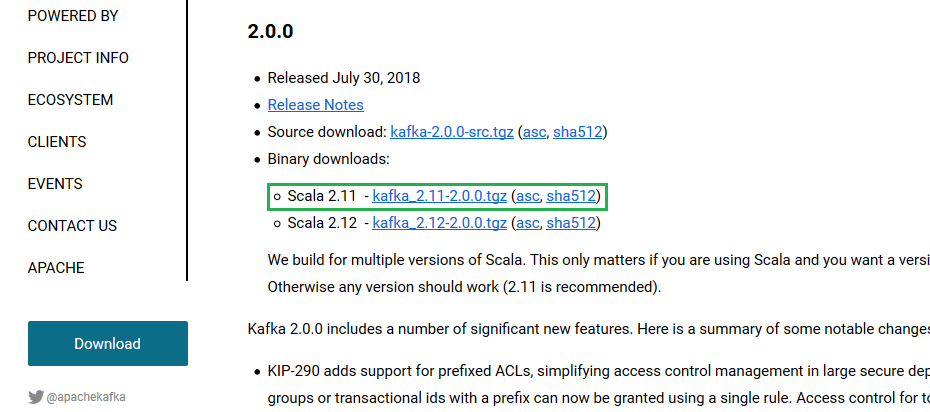 POWERED BY
PROJECT INFO
ECOSYSTEM
CLIENTS
EVENTS
CONTACT US
APACHE
Download
@apachekafka
2.0.0
Released July 30, 2018
Release Notes
Source download: kafka-2.0.0-src.tgz (asc, sha512)
Binary downloads:
Scala 2.11 - kafka_2.11-2.0.0.tgz (asc, sha512)
Scala 2.12 - kafka_2.12-2.0.0.tgz (asc, sha512)
We build for multiple versions of Scala. This only matters if you are using Scala and you want a versi
Otherwise any version should work (2.11 is recommended).
Kafka 2.0.0 includes a number of significant new features. Here is a summary of some notable changes
KIP-290 adds support for prefixed ACLs, simplifying access control management in large secure dep
groups or transactional ids with a prefix can now be granted using a single rule. Access control for to